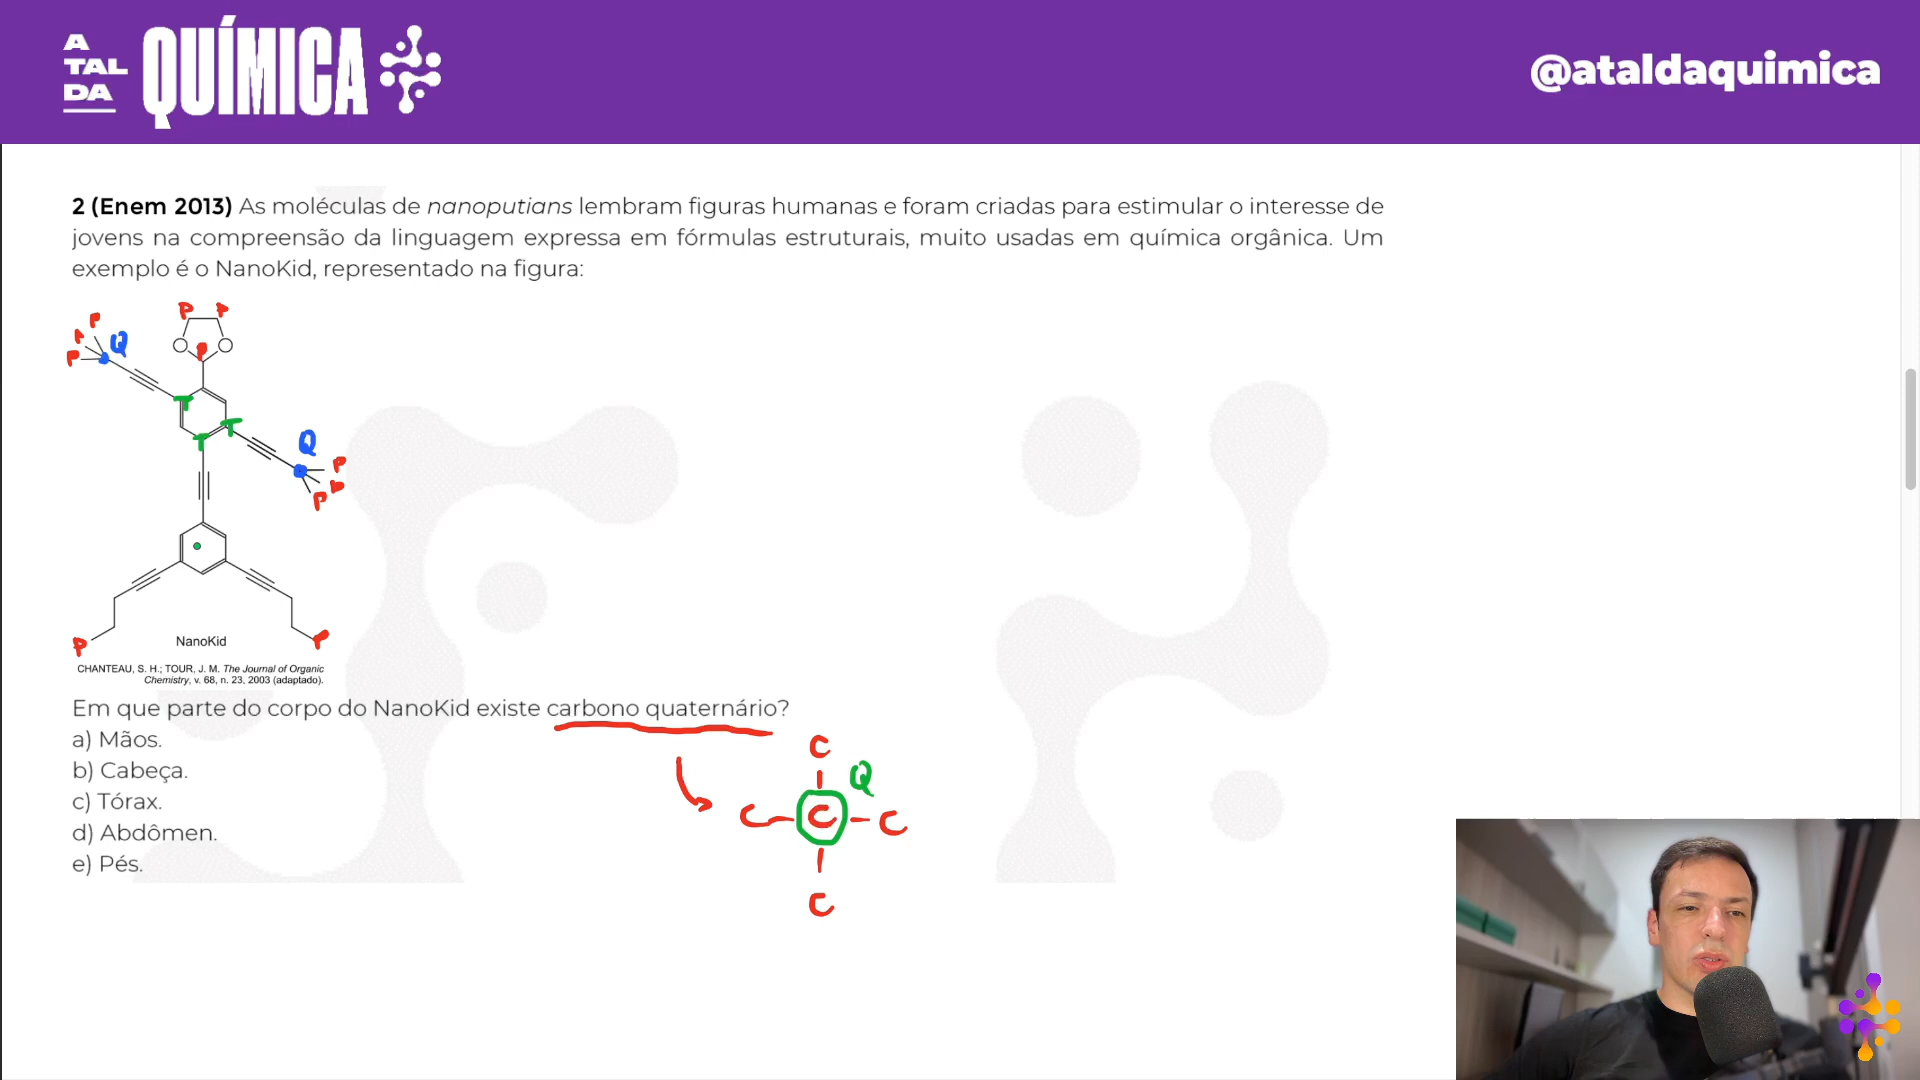 A
TAL
DA
QUÍMICA
@ataldaquimica
2 (Enem 2013) As moléculas de nanoputians lembram figuras humanas e foram criadas para estimular o interesse de
jovens na compreensão da linguagem expressa em fórmulas estruturais, muito usadas em química orgânica. Um
exemplo é o NanoKid, representado na figura:
P P
P
P Q
P
O P O
T
T
T
Q
P
P
P
P P
NanoKid
CHANTEAU, S. H.; TOUR, J. M. The Journal of Organic
Chemistry, v. 68, n. 23, 2003 (adaptado).
Em que parte do corpo do NanoKid existe carbono quaternário?
a) Mãos.
b) Cabeça.
c) Tórax.
d) Abdômen.
e) Pés.
C
Q
C - C - C
C